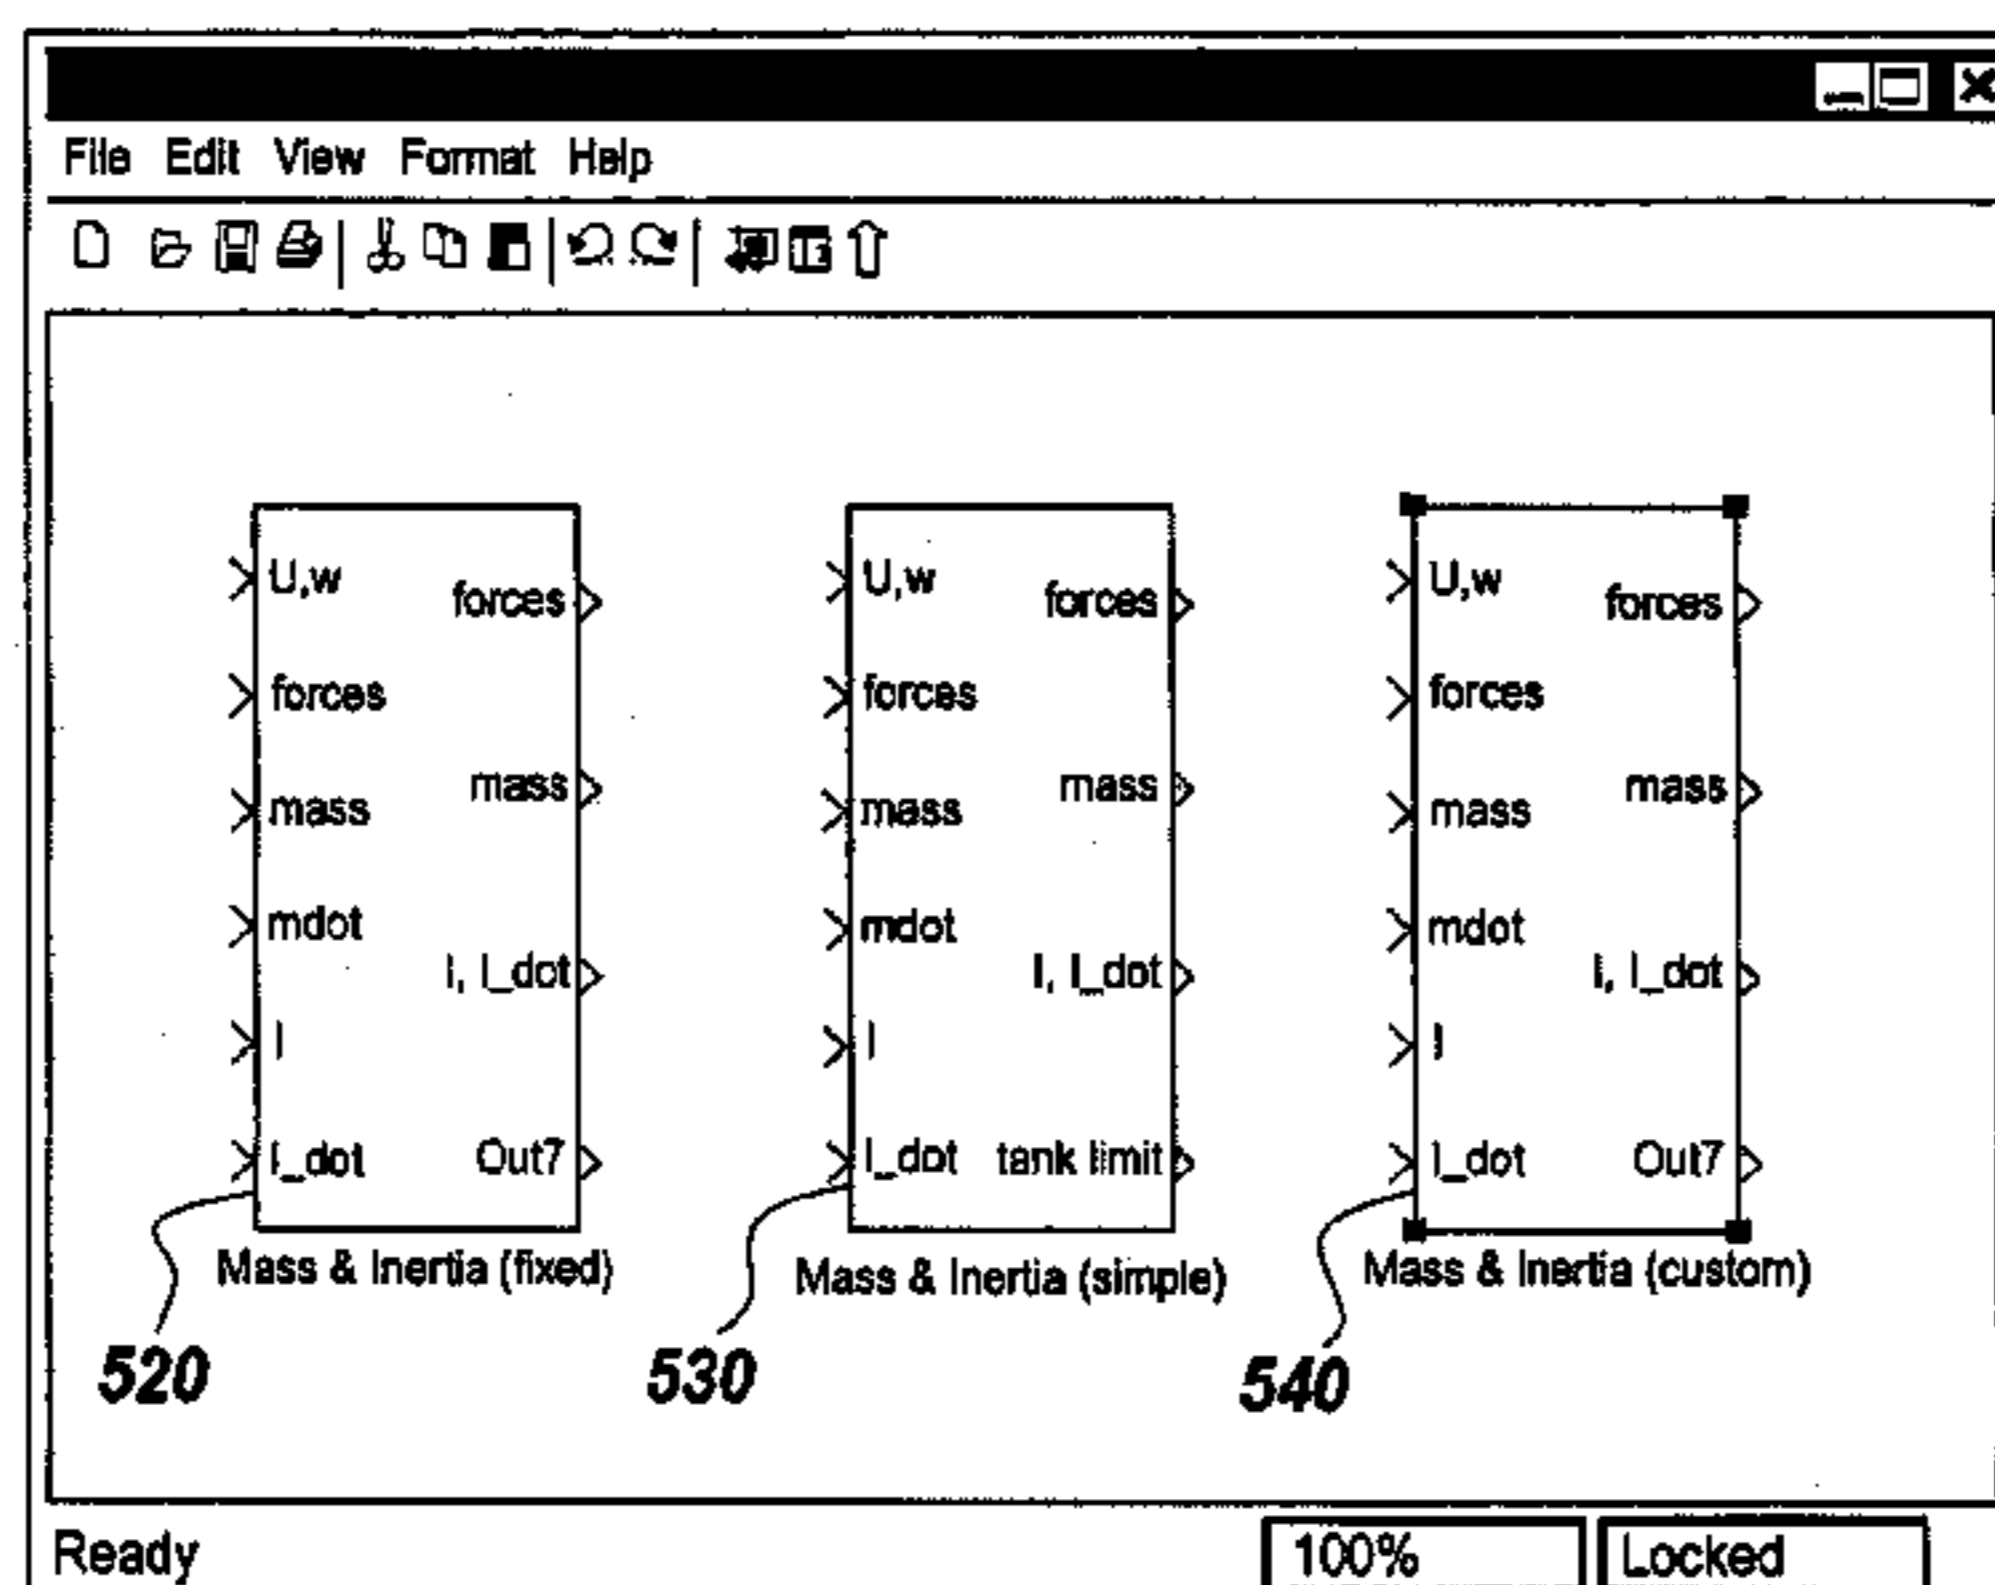 File Edit View Format Help
U,w
forces
mass
mdot
I
I_dot
forces
mass
I, I_dot
Out7
Mass & Inertia (fixed)
520
U,w
forces
mass
mdot
I
I_dot
forces
mass
I, I_dot
tank limit
Mass & Inertia (simple)
530
U,w
forces
mass
mdot
I
I_dot
forces
mass
I, I_dot
Out7
Mass & Inertia (custom)
540
Ready
100%
Locked